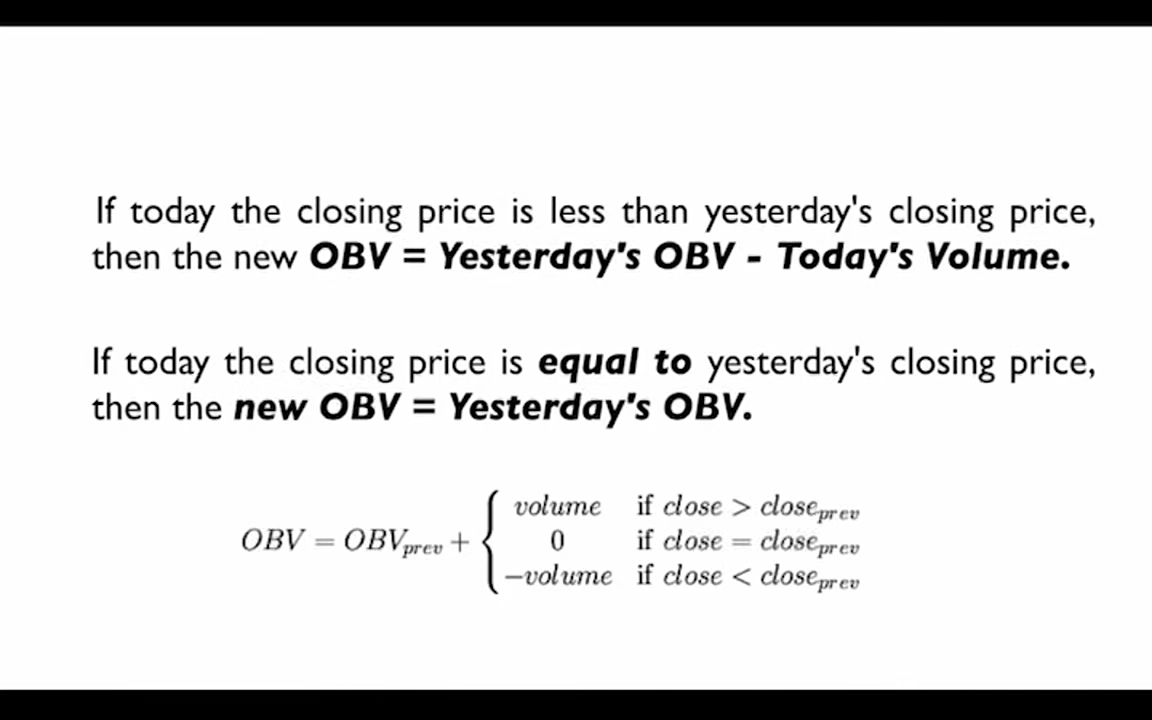 If today the closing price is less than yesterday's closing price,
then the new OBV = Yesterday's OBV - Today's Volume.
If today the closing price is equal to yesterday's closing price,
then the new OBV = Yesterday's OBV.
volume if close > close_prev
OBV = OBV_prev + { 0 if close = close_prev
−volume if close < close_prev